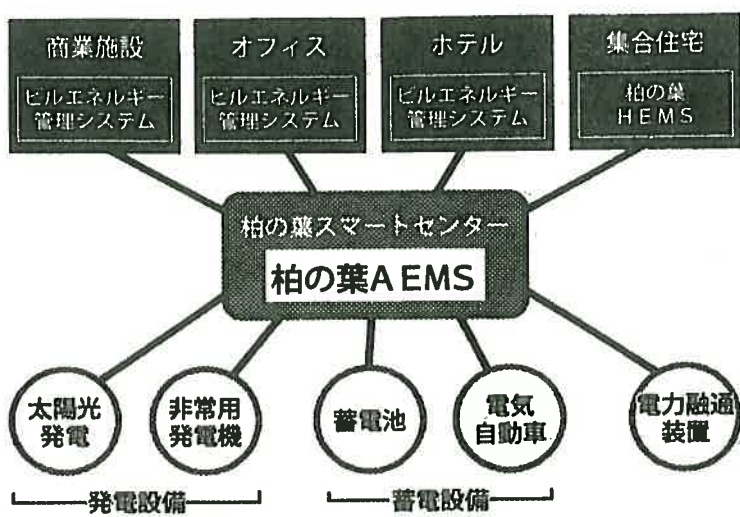 商業施設
ビルエネルギー
管理システム
オフィス
ビルエネルギー
管理システム
ホテル
ビルエネルギー
管理システム
集合住宅
柏の葉
HEMS
柏の葉スマートセンター
柏の葉AEMS
太陽光
発電
非常用
発電機
蓄電池
電気
自動車
電力融通
装置
発電設備
蓄電設備